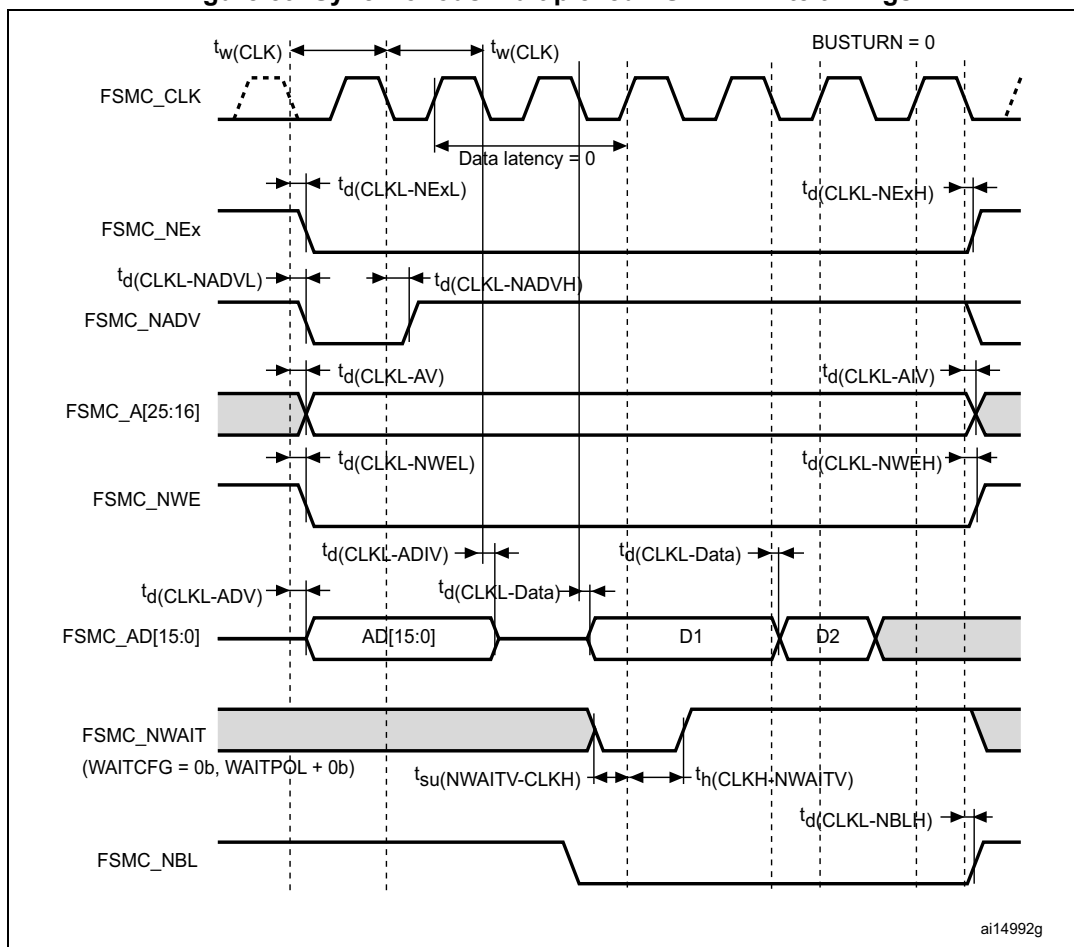 tw(CLK) tw(CLK) BUSTURN = 0
FSMC_CLK
Data latency = 0
td(CLKL-NExL) td(CLKL-NExH)
FSMC_NEx
td(CLKL-NADVL) td(CLKL-NADVH)
FSMC_NADV
td(CLKL-AV) td(CLKL-AIV)
FSMC_A[25:16]
td(CLKL-NWEL) td(CLKL-NWEH)
FSMC_NWE
td(CLKL-ADIV) td(CLKL-Data)
td(CLKL-ADV) td(CLKL-Data)
FSMC_AD[15:0] AD[15:0] D1 D2
FSMC_NWAIT
(WAITCFG = 0b, WAITPOL + 0b)
tsu(NWAITV-CLKH) th(CLKH-NWAITV)
td(CLKL-NBLH)
FSMC_NBL
ai14992g